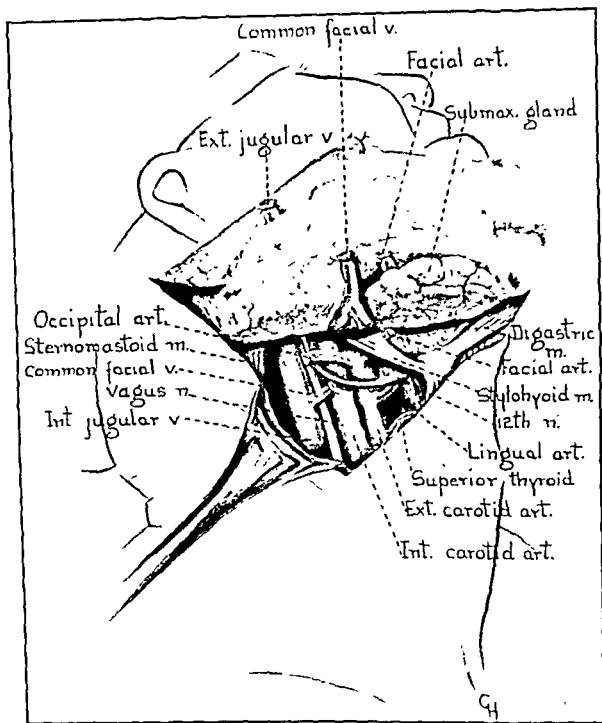 Common facial v.
Facial art.
Submax. gland
Ext. jugular v
Occipital art.
Sternomastoid m.
Common facial v.
Vagus n.
Int jugular v
Digastric
m.
Facial art.
Stylohyoid m
12th n.
Lingual art.
Superior thyroid
Ext. carotid art.
Int. carotid art.
GH